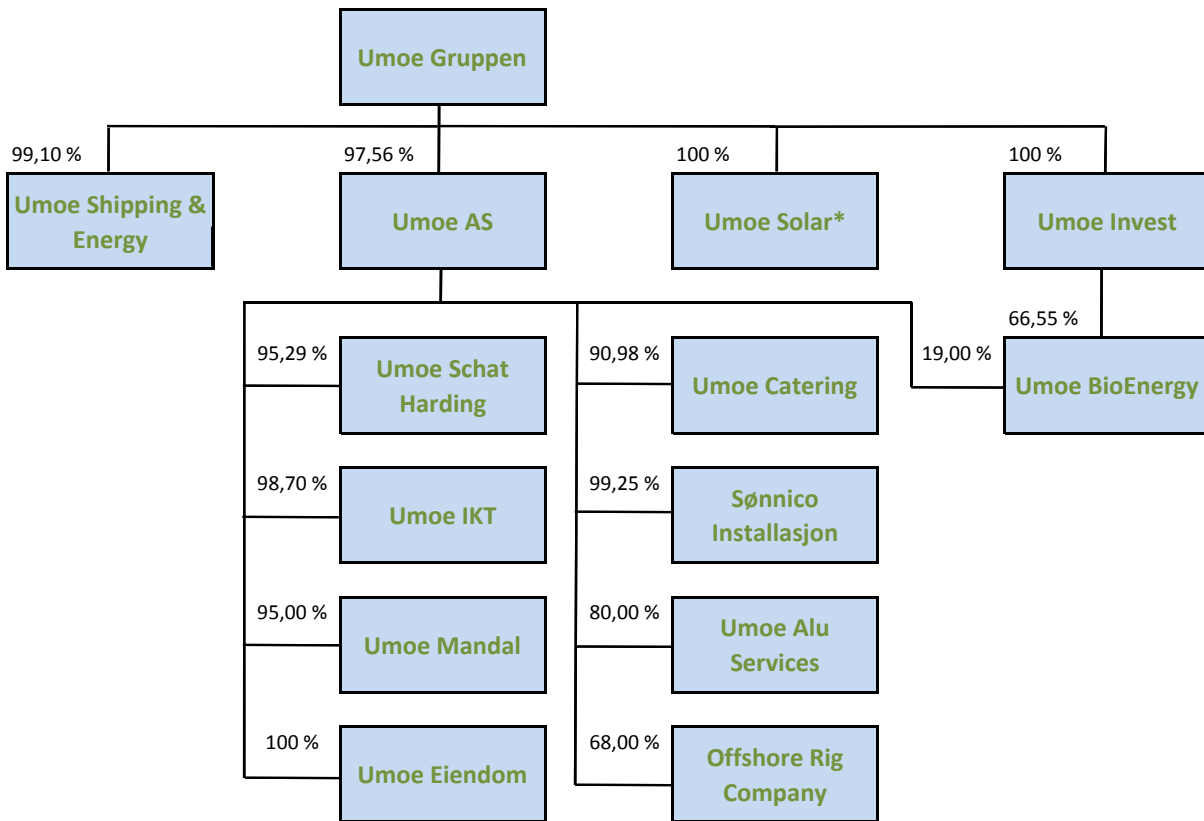 Umoe Gruppen
99,10 %
97,56 %
100 %
100 %
Umoe Shipping &
Energy
Umoe AS
Umoe Solar*
Umoe Invest
66,55 %
95,29 %
90,98 %
19,00 %
Umoe Schat
Harding
Umoe Catering
Umoe BioEnergy
98,70 %
99,25 %
Umoe IKT
Sønnico
Installasjon
95,00 %
80,00 %
Umoe Mandal
Umoe Alu
Services
100 %
68,00 %
Umoe Eiendom
Offshore Rig
Company